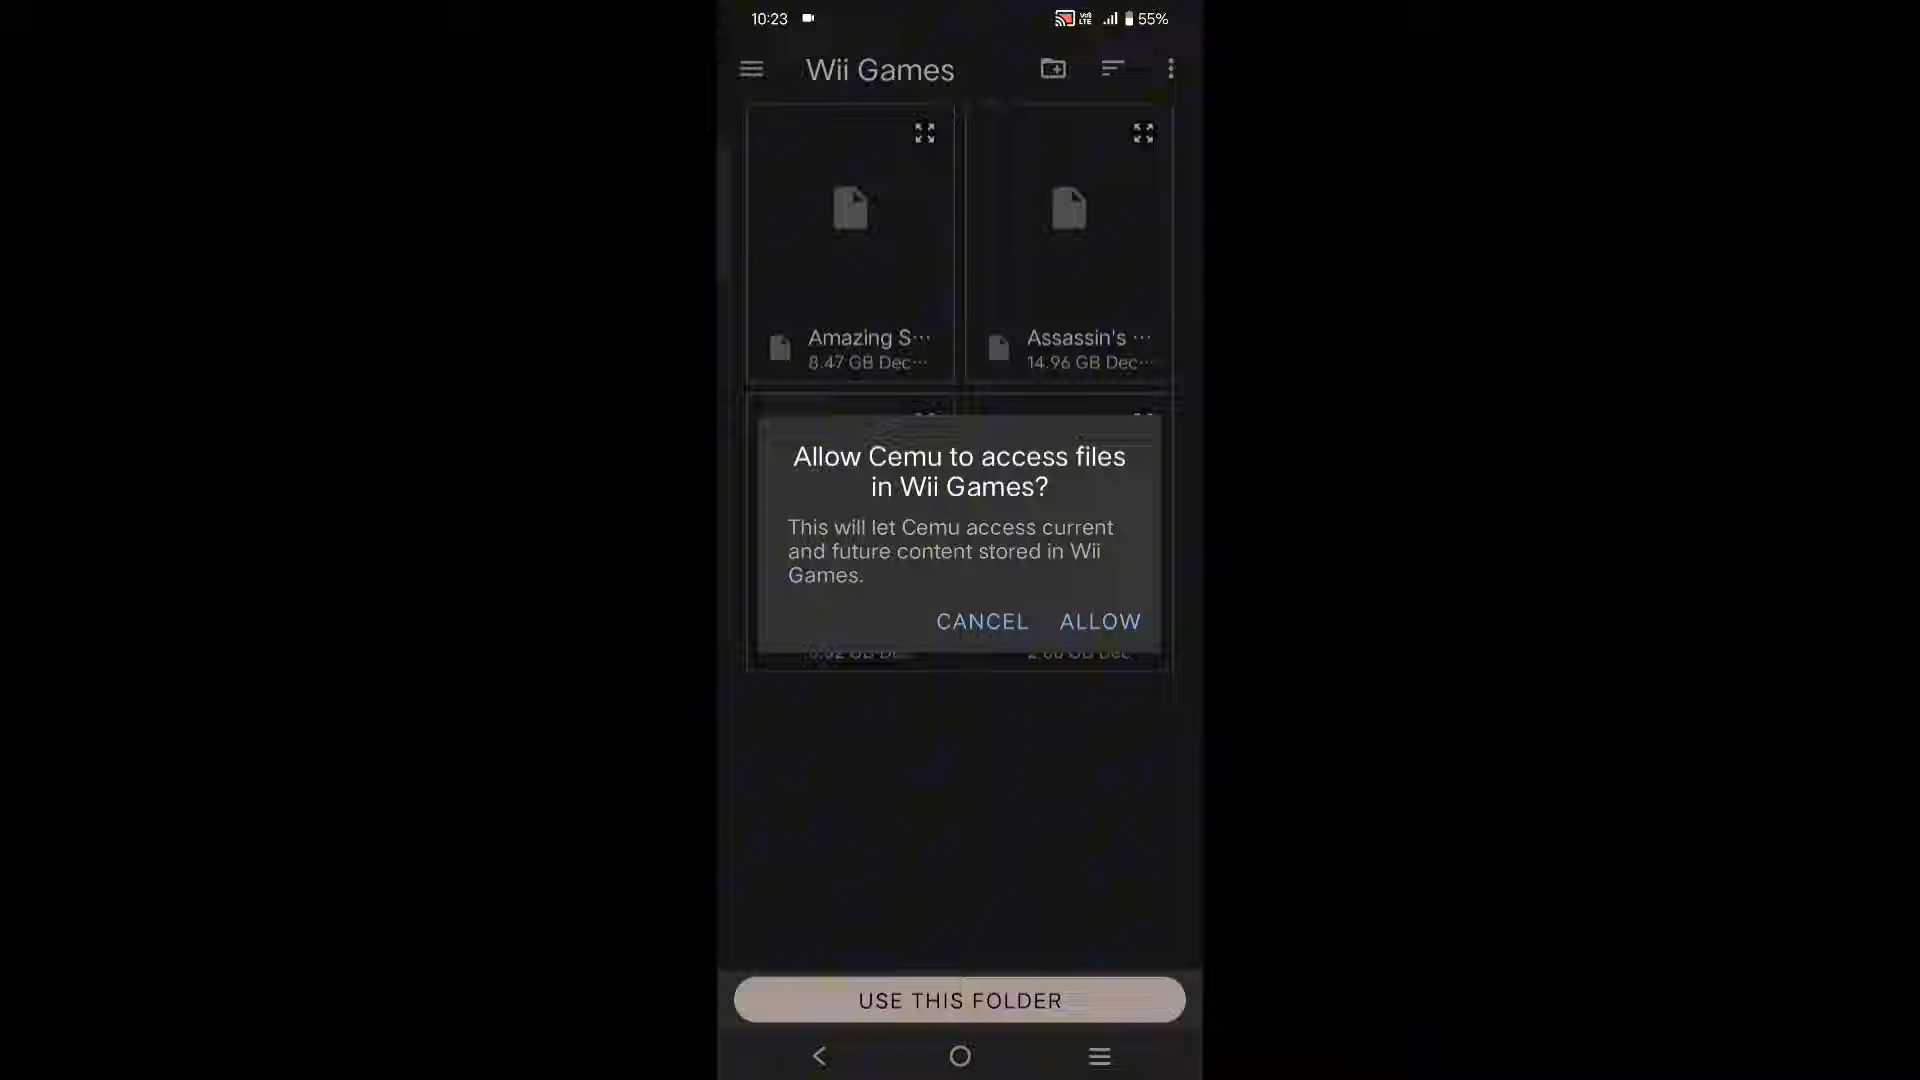 10:23
Vo)
LTE
55%
Wii Games
Amazing S···
8.47 GB Dec···
Assassin's ···
14.96 GB Dec···
Allow Cemu to access files
in Wii Games?
This will let Cemu access current
and future content stored in Wii
Games.
CANCEL ALLOW
USE THIS FOLDER